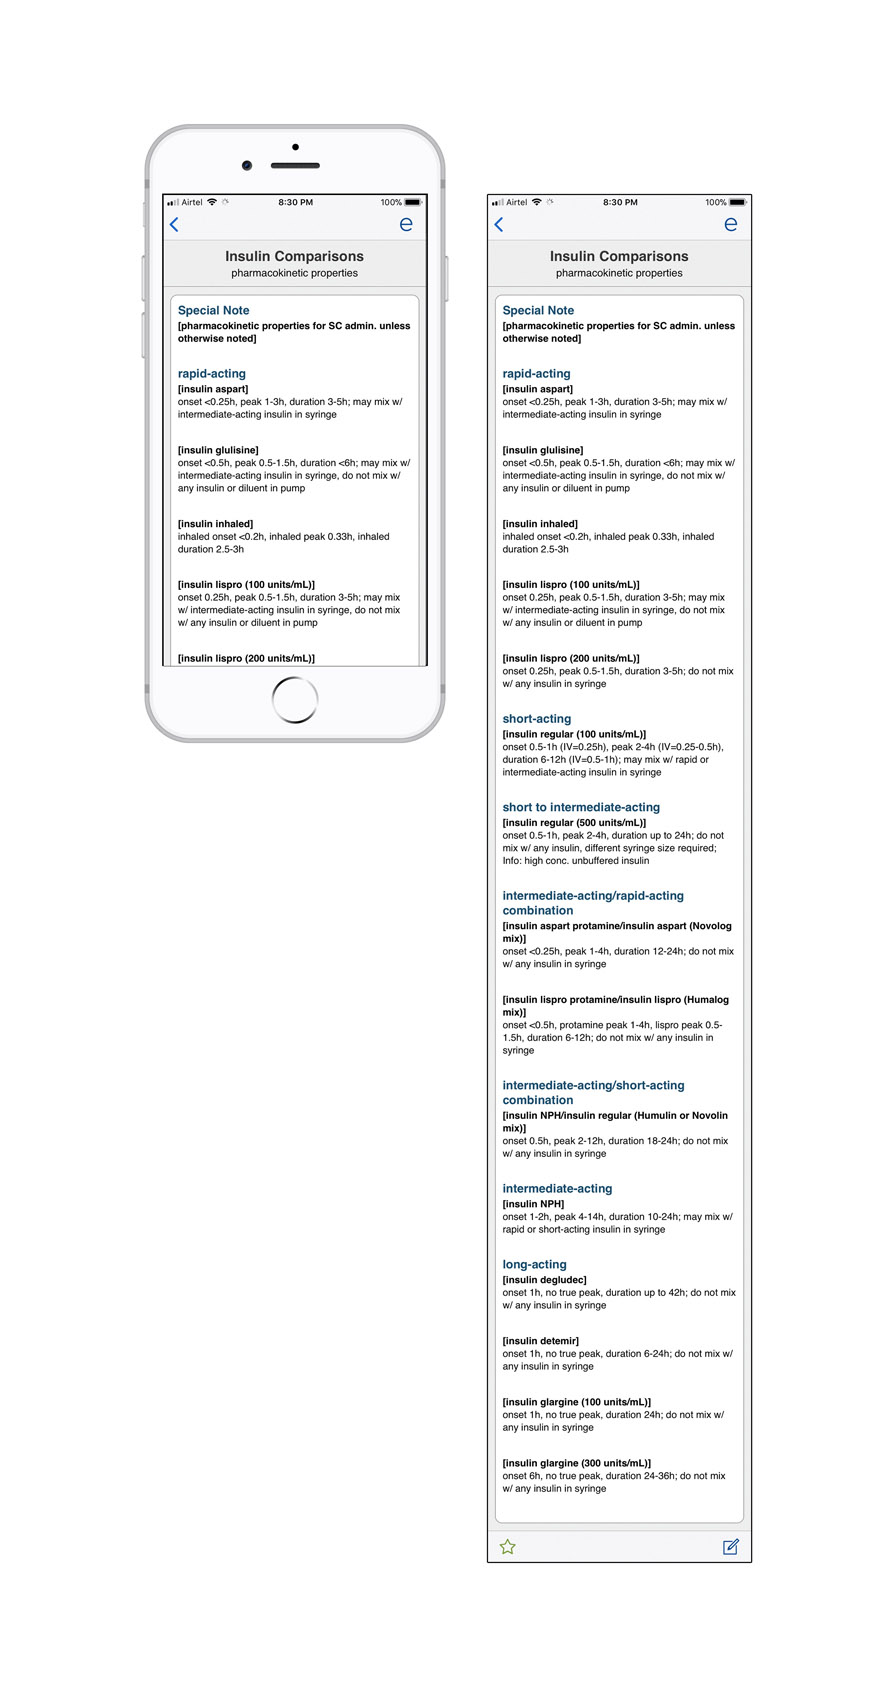 Airtel 8:30 PM 100%
e
Insulin Comparisons
pharmacokinetic properties
Special Note
[pharmacokinetic properties for SC admin. unless
otherwise noted]
rapid-acting
[insulin aspart]
onset <0.25h, peak 1-3h, duration 3-5h; may mix w/
intermediate-acting insulin in syringe
[insulin glulisine]
onset <0.5h, peak 0.5-1.5h, duration <6h; may mix w/
intermediate-acting insulin in syringe, do not mix w/
any insulin or diluent in pump
[insulin inhaled]
inhaled onset <0.2h, inhaled peak 0.33h, inhaled
duration 2.5-3h
[insulin lispro (100 units/mL)]
onset 0.25h, peak 0.5-1.5h, duration 3-5h; may mix
w/ intermediate-acting insulin in syringe, do not mix
w/ any insulin or diluent in pump
[insulin lispro (200 units/mL)]
Airtel 8:30 PM 100%
e
Insulin Comparisons
pharmacokinetic properties
Special Note
[pharmacokinetic properties for SC admin. unless
otherwise noted]
rapid-acting
[insulin aspart]
onset <0.25h, peak 1-3h, duration 3-5h; may mix w/
intermediate-acting insulin in syringe
[insulin glulisine]
onset <0.5h, peak 0.5-1.5h, duration <6h; may mix w/
intermediate-acting insulin in syringe, do not mix w/
any insulin or diluent in pump
[insulin inhaled]
inhaled onset <0.2h, inhaled peak 0.33h, inhaled
duration 2.5-3h
[insulin lispro (100 units/mL)]
onset 0.25h, peak 0.5-1.5h, duration 3-5h; may mix
w/ intermediate-acting insulin in syringe, do not mix
w/ any insulin or diluent in pump
[insulin lispro (200 units/mL)]
onset 0.25h, peak 0.5-1.5h, duration 3-5h; do not mix
w/ any insulin in syringe
short-acting
[insulin regular (100 units/mL)]
onset 0.5-1h (IV=0.25h), peak 2-4h (IV=0.25-0.5h),
duration 6-12h (IV=0.5-1h); may mix w/ rapid or
intermediate-acting insulin in syringe
short to intermediate-acting
[insulin regular (500 units/mL)]
onset 0.5-1h, peak 2-4h, duration up to 24h; do not
mix w/ any insulin, different syringe size required;
Info: high conc. unbuffered insulin
intermediate-acting/rapid-acting
combination
[insulin aspart protamine/insulin aspart (Novolog
mix)]
onset <0.25h, peak 1-4h, duration 12-24h; do not mix
w/ any insulin in syringe
[insulin lispro protamine/insulin lispro (Humalog
mix)]
onset <0.5h, protamine peak 1-4h, lispro peak 0.5-
1.5h, duration 6-12h; do not mix w/ any insulin in
syringe
intermediate-acting/short-acting
combination
[insulin NPH/insulin regular (Humulin or Novolin
mix)]
onset 0.5h, peak 2-12h, duration 18-24h; do not mix
w/ any insulin in syringe
intermediate-acting
[insulin NPH]
onset 1-2h, peak 4-14h, duration 10-24h; may mix w/
rapid or short-acting insulin in syringe
long-acting
[insulin degludec]
onset 1h, no true peak, duration up to 42h; do not mix
w/ any insulin in syringe
[insulin detemir]
onset 1h, no true peak, duration 6-24h; do not mix w/
any insulin in syringe
[insulin glargine (100 units/mL)]
onset 1h, no true peak, duration 24h; do not mix w/
any insulin in syringe
[insulin glargine (300 units/mL)]
onset 6h, no true peak, duration 24-36h; do not mix
w/ any insulin in syringe